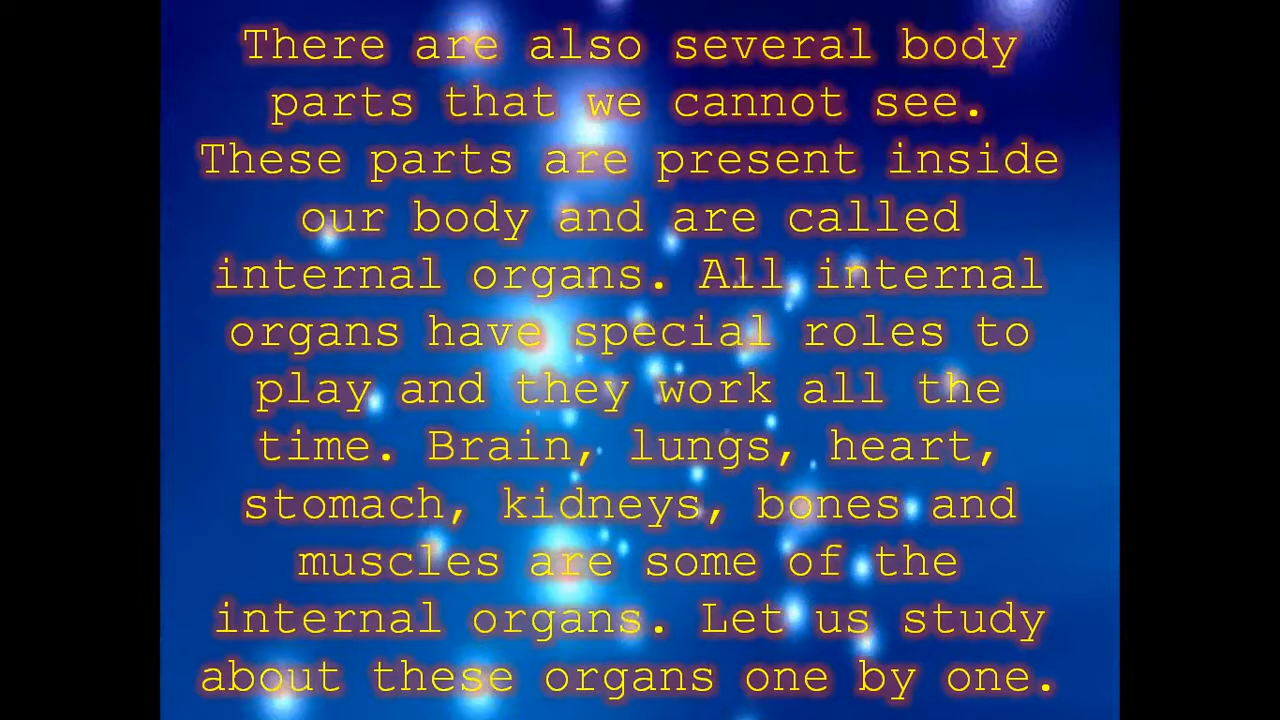 There are also several body
parts that we cannot see.
These parts are present inside
our body and are called
internal organs. All internal
organs have special roles to
play and they work all the
time. Brain, lungs, heart,
stomach, kidneys, bones and
muscles are some of the
internal organs. Let us study
about these organs one by one.